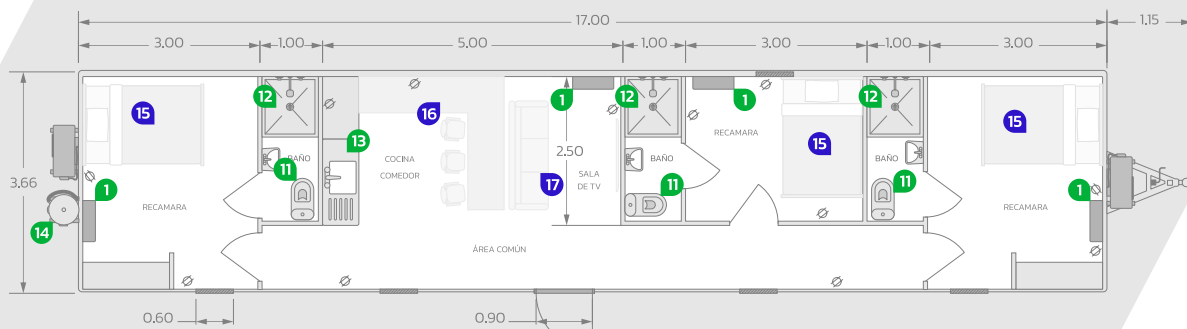 17.00
1.15
3.00
1.00
5.00
1.00
3.00
1.00
3.00
15
12
16
1
12
1
12
15
13
3.66
1
14
RECAMARA
BAÑO
11
COCINA
COMEDOR
2.50
17
SALA
DE TV
BAÑO
11
RECAMARA
15
BAÑO
11
RECAMARA
1
ÁREA COMÚN
0.60
0.90